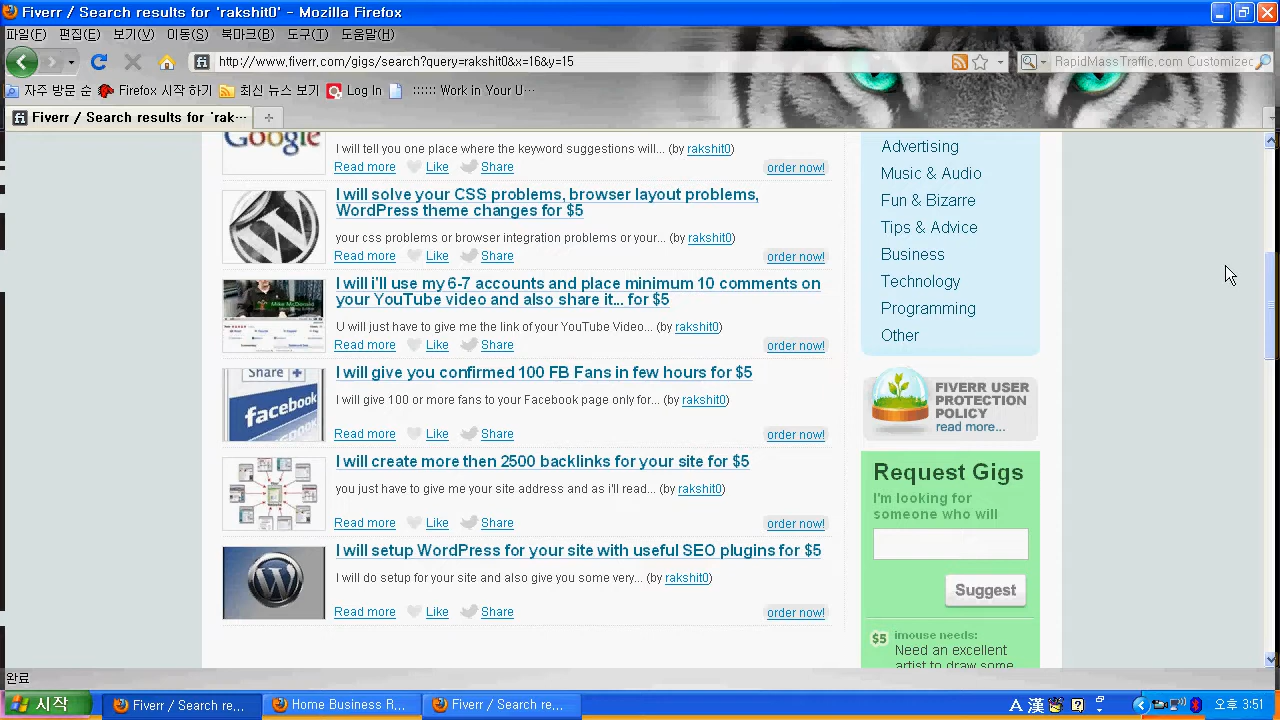 Fiverr / Search results for 'rakshit0' - Mozilla Firefox
파일(F) 편집(E) 보기(V) 이동(S) 북마크(B) 도구(T) 도움말(H)
http://www.fiverr.com/gigs/search?query=rakshit0&x=16&y=15
RapidMassTraffic.com Customizec
자주 방문 순 Firefox 시작 하기 최신 뉴스 보기 Log In :::::: Work in Your O···
Fiverr / Search results for 'rak···
Google
I will tell you one place where the keyword suggestions will... (by rakshit0)
Read more Like Share order now!
I will solve your CSS problems, browser layout problems,
WordPress theme changes for $5
your css problems or browser integration problems or your... (by rakshit0)
Read more Like Share order now!
I will i'll use my 6-7 accounts and place minimum 10 comments on
your YouTube video and also share it... for $5
U will just have to give me the link of your YouTube Video... (by rakshit0)
Read more Like Share order now!
Mike McDonald
Share +
facebook
I will give you confirmed 100 FB Fans in few hours for $5
I will give 100 or more fans to your Facebook page only for... (by rakshit0)
Read more Like Share order now!
I will create more then 2500 backlinks for your site for $5
you just have to give me your site address and as i'll read... (by rakshit0)
Read more Like Share order now!
I will setup WordPress for your site with useful SEO plugins for $5
I will do setup for your site and also give you some very... (by rakshit0)
Read more Like Share order now!
Advertising
Music & Audio
Fun & Bizarre
Tips & Advice
Business
Technology
Programming
Other
FIVERR USER
PROTECTION
POLICY
read more...
Request Gigs
I'm looking for
someone who will
Suggest
$5 imouse needs:
Need an excellent
artist to draw some
완료
시작 Fiverr / Search re... Home Business R... Fiverr / Search re... A 漢 오후 3:51